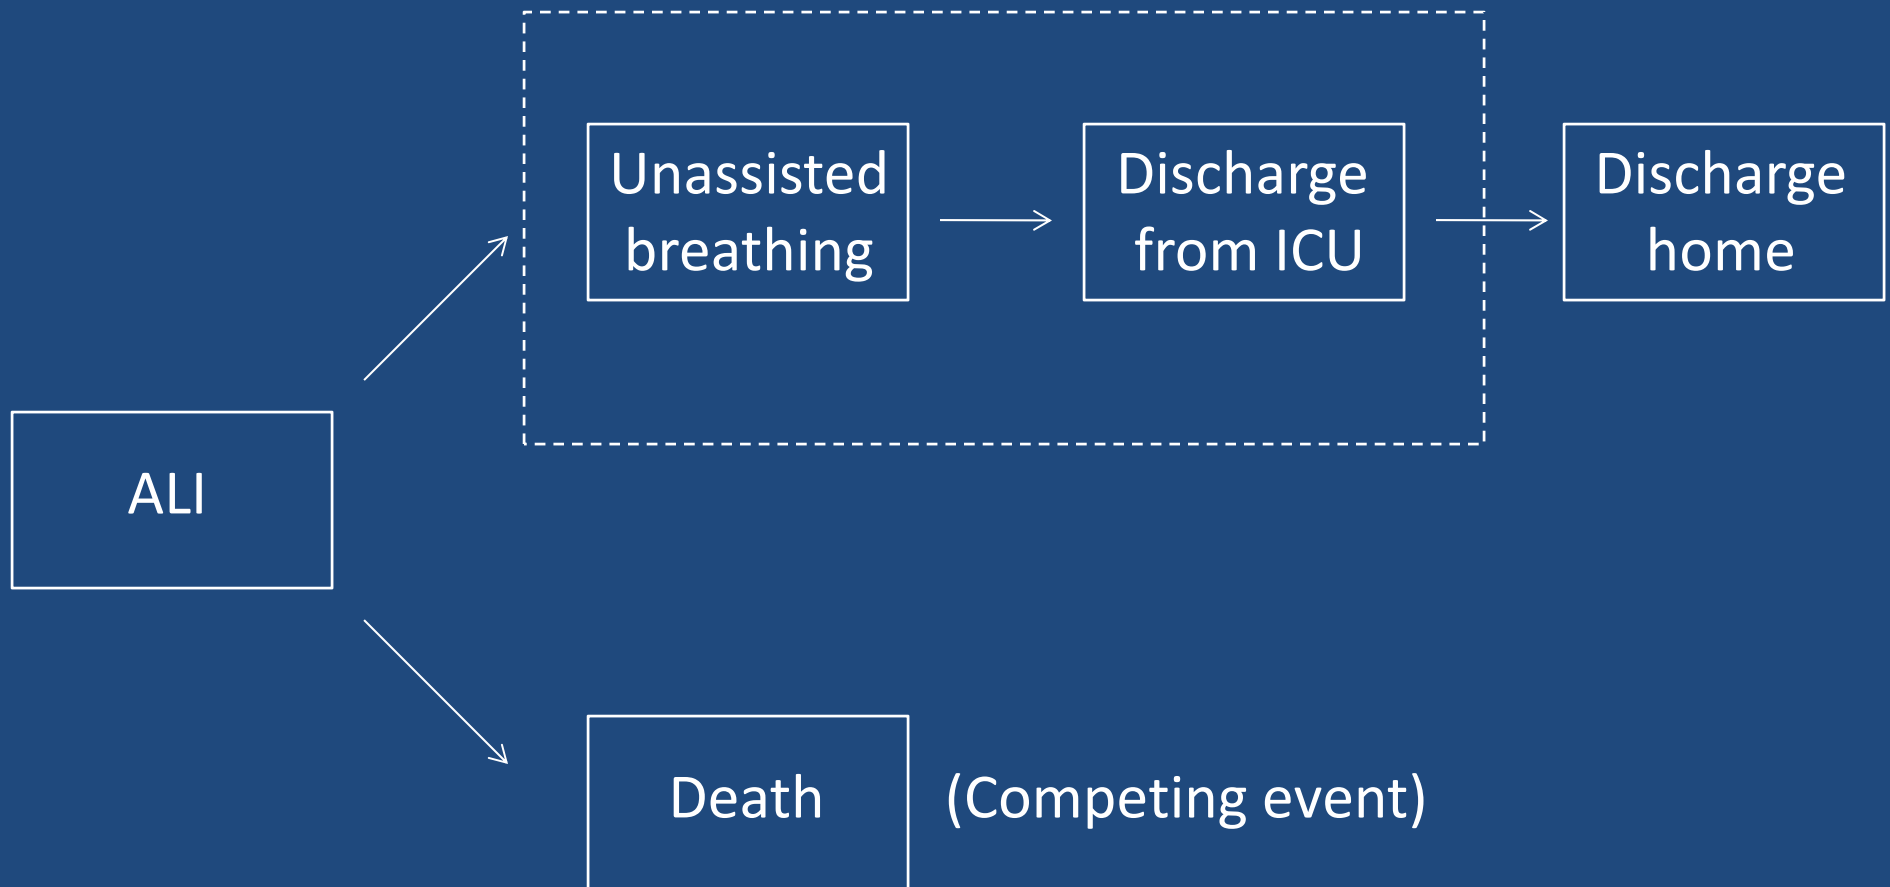 Unassisted
breathing
Discharge
from ICU
Discharge
home
ALI
Death
(Competing event)